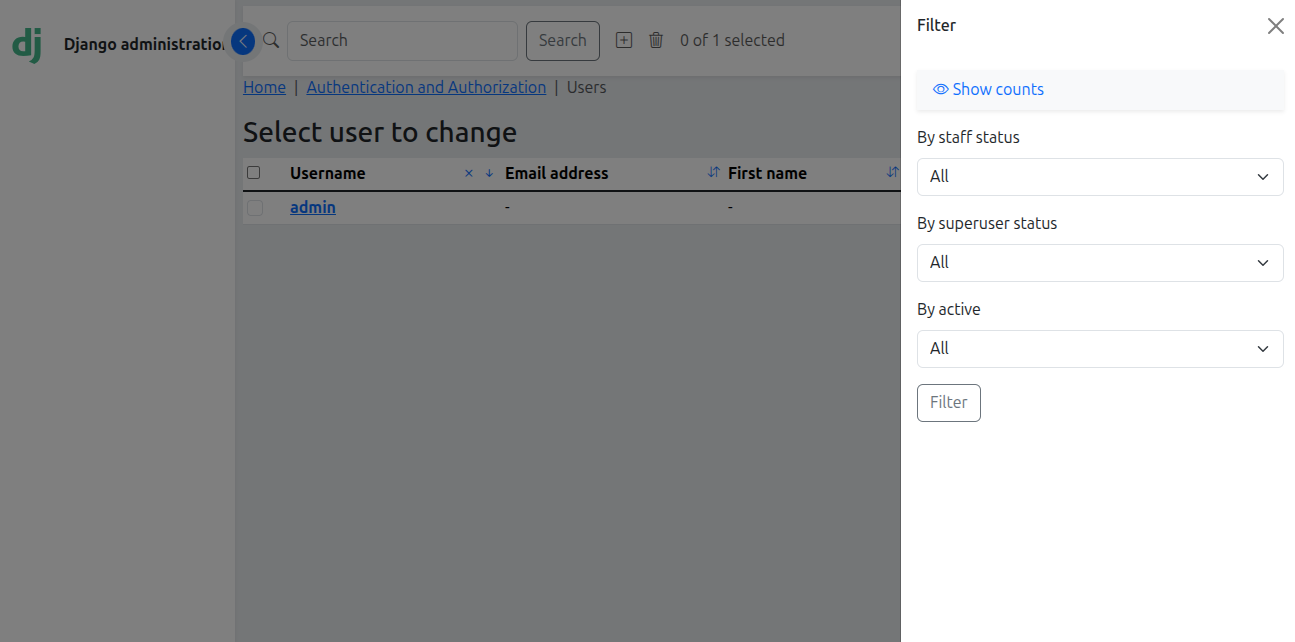 dj Django administratio
Search Search 0 of 1 selected
Home | Authentication and Authorization | Users
Select user to change
Username Email address First name
admin - -
Filter
Show counts
By staff status
All
By superuser status
All
By active
All
Filter